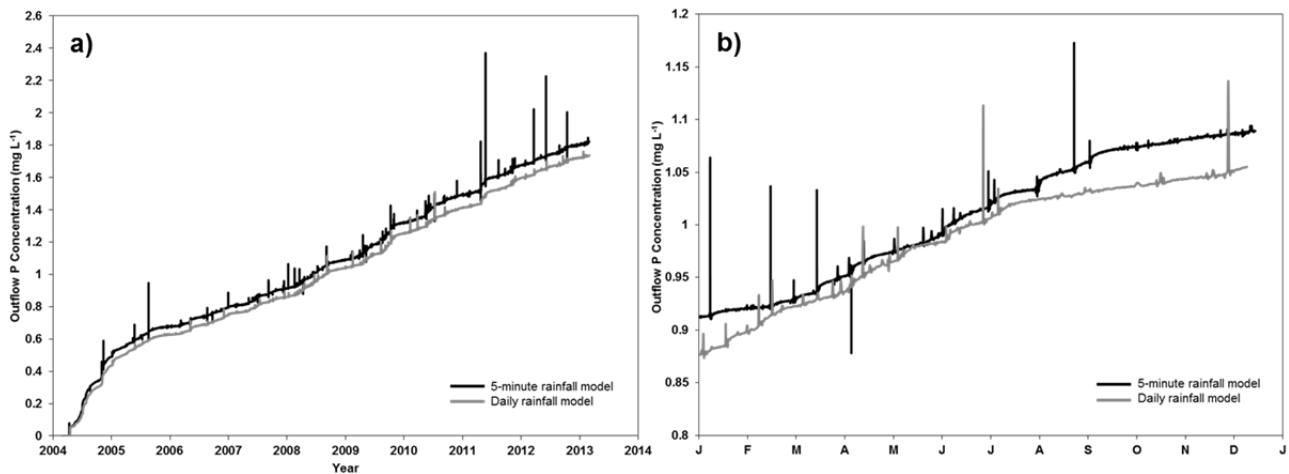 a)
Outflow P Concentration (mg L-1)
2.6
2.4
2.2
2
1.8
1.6
1.4
1.2
1
0.8
0.6
0.4
0.2
0
5-minute rainfall model
Daily rainfall model
2004 2005 2006 2007 2008 2009 2010 2011 2012 2013 2014
Year
b)
Outflow P Concentration (mg L-1)
1.2
1.15
1.1
1.05
1
0.95
0.9
0.85
0.8
5-minute rainfall model
Daily rainfall model
J F M A M J J A S O N D J